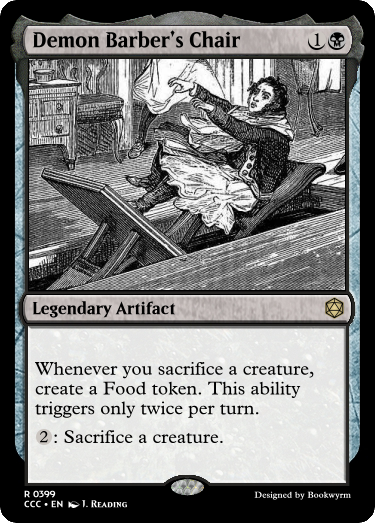 Demon Barber's Chair 1
Legendary Artifact
Whenever you sacrifice a creature,
create a Food token. This ability
triggers only twice per turn.
2: Sacrifice a creature.
R 0399
CCC • EN J. READING
Designed by Bookwyrm